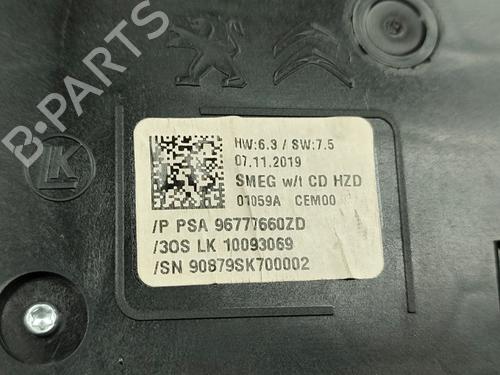 B-PARTS
LK
HW:6.3 / SW:7.5
07.11.2019
SMEG w/t CD HZD
01059A CEM00
/P PSA 96777660ZD
/3OS LK 10093069
/SN 90879SK700002